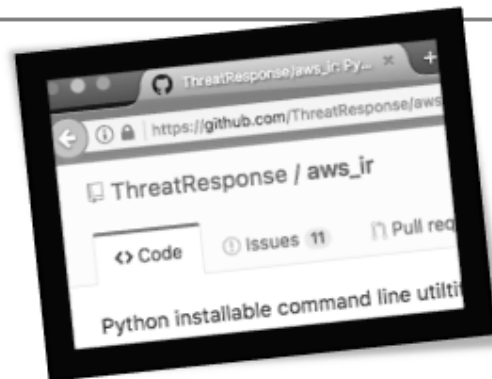 ThreatResponse/aws_ir: Py...
https://github.com/ThreatResponse/aws
ThreatResponse / aws_ir
Code
Issues 11
Pull req
Python installable command line utiltit